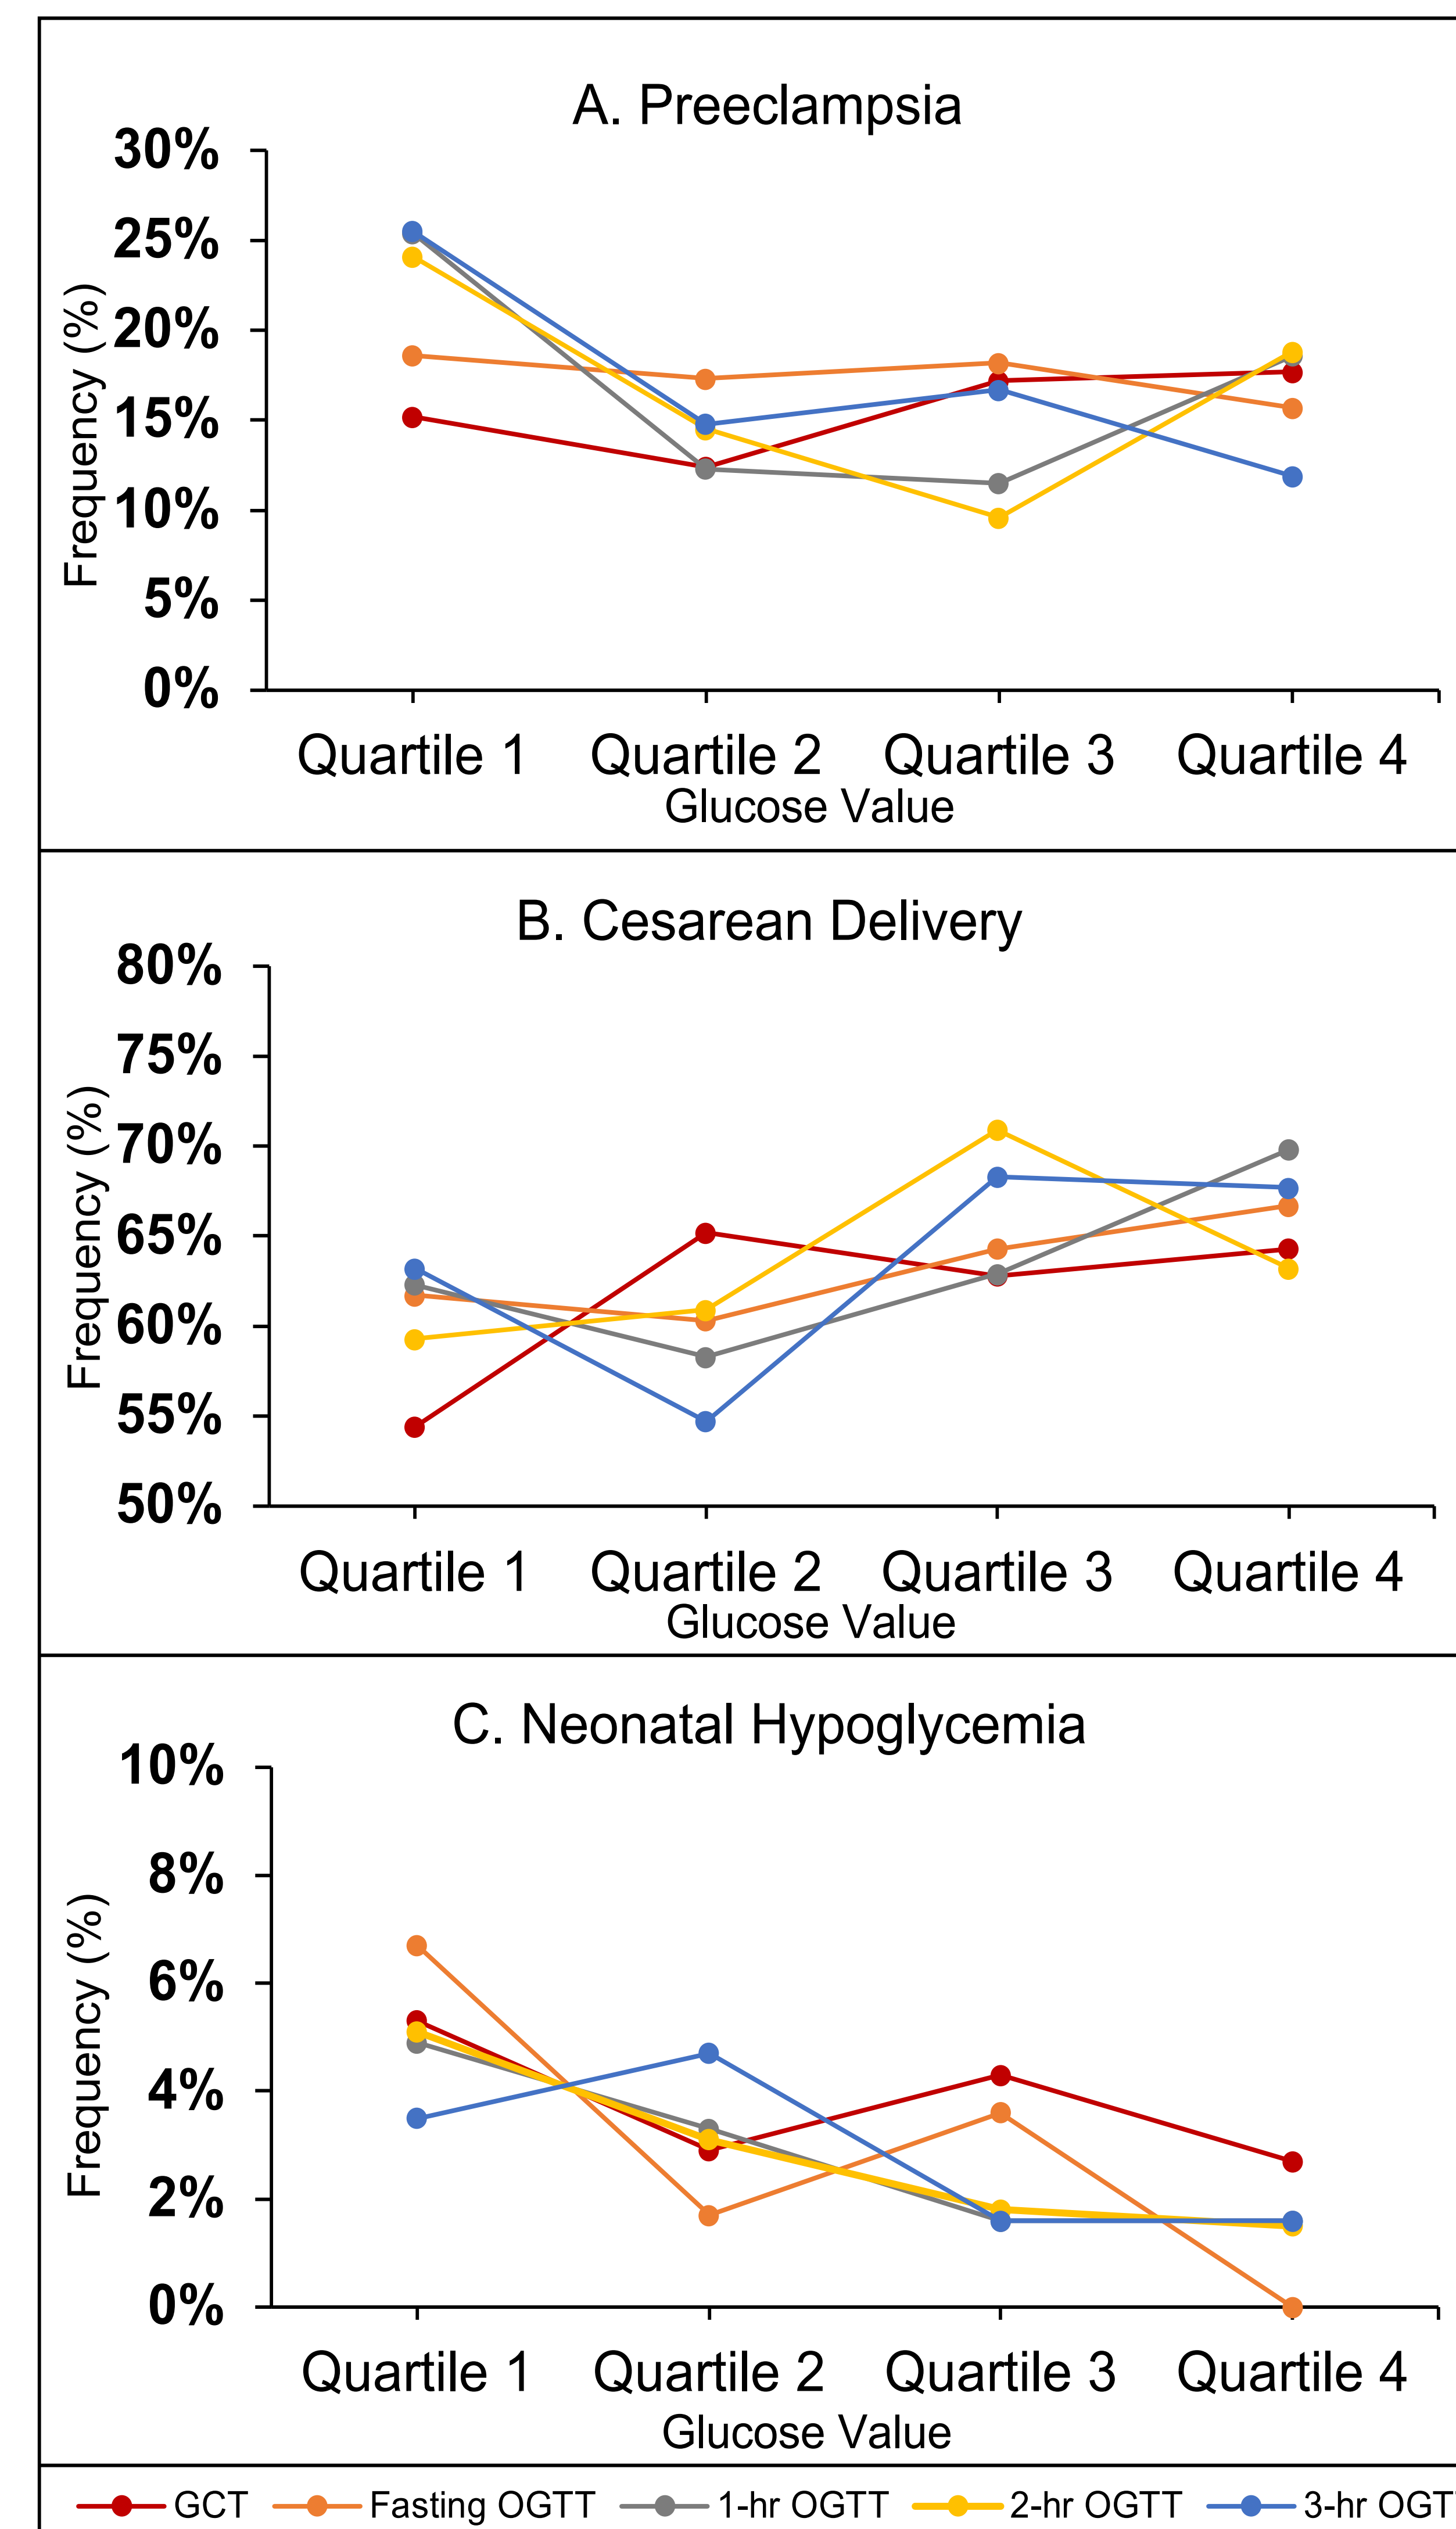 A. Preeclampsia
30%
25%
20%
15%
10%
5%
0%
Frequency (%)
Quartile 1 Quartile 2 Quartile 3 Quartile 4
Glucose Value
B. Cesarean Delivery
80%
75%
70%
65%
60%
55%
50%
Frequency (%)
Quartile 1 Quartile 2 Quartile 3 Quartile 4
Glucose Value
C. Neonatal Hypoglycemia
10%
8%
6%
4%
2%
0%
Frequency (%)
Quartile 1 Quartile 2 Quartile 3 Quartile 4
Glucose Value
GCT Fasting OGTT 1-hr OGTT 2-hr OGTT 3-hr OGT